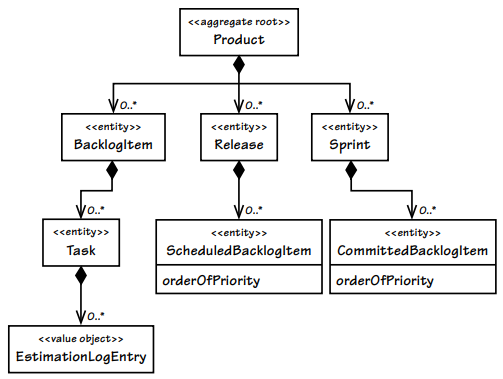 <<aggregate root>>
Product
0..*
0..*
0..*
<<entity>>
BacklogItem
<<entity>>
Release
<<entity>>
Sprint
0..*
0..*
0..*
<<entity>>
Task
<<entity>>
ScheduledBacklogItem
orderOfPriority
<<entity>>
CommittedBacklogItem
orderOfPriority
0..*
<<value object>>
EstimationLogEntry